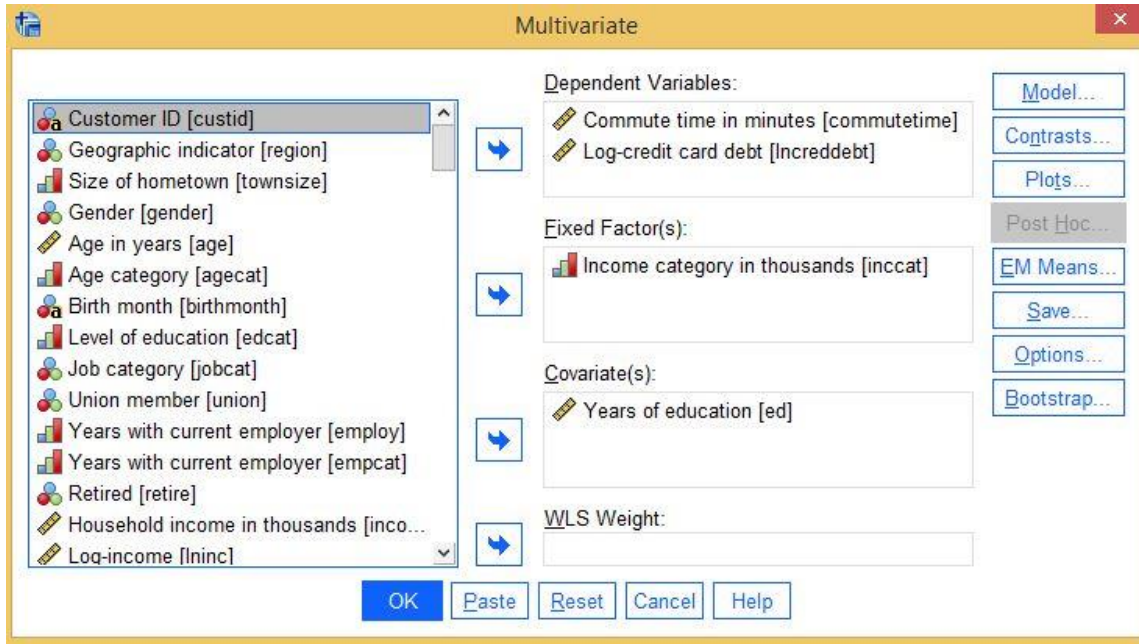 Multivariate
Customer ID [custid]
Geographic indicator [region]
Size of hometown [townsize]
Gender [gender]
Age in years [age]
Age category [agecat]
Birth month [birthmonth]
Level of education [edcat]
Job category [jobcat]
Union member [union]
Years with current employer [employ]
Years with current employer [empcat]
Retired [retire]
Household income in thousands [inco...
Log-income [lninc]
Dependent Variables:
Commute time in minutes [commutetime]
Log-credit card debt [lncreddebt]
Fixed Factor(s):
Income category in thousands [inccat]
Covariate(s):
Years of education [ed]
WLS Weight:
Model...
Contrasts...
Plots...
Post Hoc...
EM Means...
Save...
Options...
Bootstrap...
OK
Paste
Reset
Cancel
Help